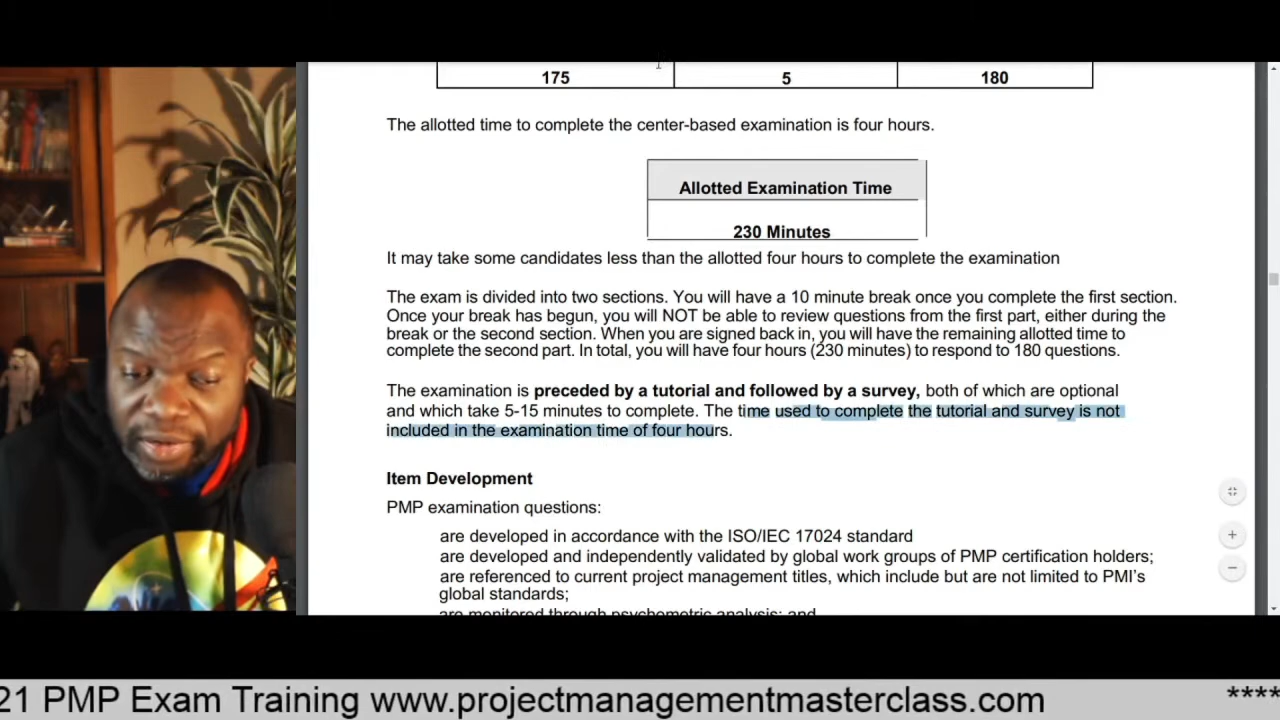 175 5 180
The allotted time to complete the center-based examination is four hours.
Allotted Examination Time
230 Minutes
It may take some candidates less than the allotted four hours to complete the examination
The exam is divided into two sections. You will have a 10 minute break once you complete the first section.
Once your break has begun, you will NOT be able to review questions from the first part, either during the
break or the second section. When you are signed back in, you will have the remaining allotted time to
complete the second part. In total, you will have four hours (230 minutes) to respond to 180 questions.
The examination is preceded by a tutorial and followed by a survey, both of which are optional
and which take 5-15 minutes to complete. The time used to complete the tutorial and survey is not
included in the examination time of four hours.
Item Development
PMP examination questions:
are developed in accordance with the ISO/IEC 17024 standard
are developed and independently validated by global work groups of PMP certification holders;
are referenced to current project management titles, which include but are not limited to PMI's
global standards;
are monitored through psychometric analysis; and
21 PMP Exam Training www.projectmanagementmasterclass.com ****